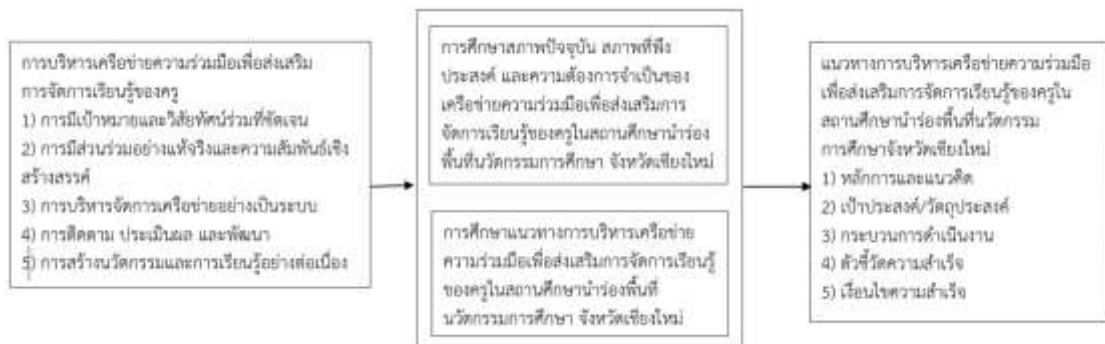 การบริหารเครือข่ายความร่วมมือเพื่อส่งเสริม
การจัดการเรียนรู้ของครู
1) การมีเป้าหมายและวิสัยทัศน์ร่วมที่ชัดเจน
2) การมีส่วนร่วมอย่างแท้จริงและความสัมพันธ์เชิง
สร้างสรรค์
3) การบริหารจัดการเครือข่ายอย่างเป็นระบบ
4) การติดตาม ประเมินผล และพัฒนา
5) การสร้างนวัตกรรมและการเรียนรู้อย่างต่อเนื่อง
การศึกษาสภาพปัจจุบัน สภาพที่พึง
ประสงค์ และความต้องการจำเป็นของ
เครือข่ายความร่วมมือเพื่อส่งเสริมการ
จัดการเรียนรู้ของครูในสถานศึกษานำร่อง
พื้นที่นวัตกรรมการศึกษา จังหวัดเชียงใหม่
การศึกษาแนวทางการบริหารเครือข่าย
ความร่วมมือเพื่อส่งเสริมการจัดการเรียนรู้
ของครูในสถานศึกษานำร่องพื้นที่
นวัตกรรมการศึกษา จังหวัดเชียงใหม่
แนวทางการบริหารเครือข่ายความร่วมมือ
เพื่อส่งเสริมการจัดการเรียนรู้ของครูใน
สถานศึกษานำร่องพื้นที่นวัตกรรม
การศึกษาจังหวัดเชียงใหม่
1) หลักการและแนวคิด
2) เป้าประสงค์/วัตถุประสงค์
3) กระบวนการดำเนินงาน
4) ตัวชี้วัดความสำเร็จ
5) เงื่อนไขความสำเร็จ